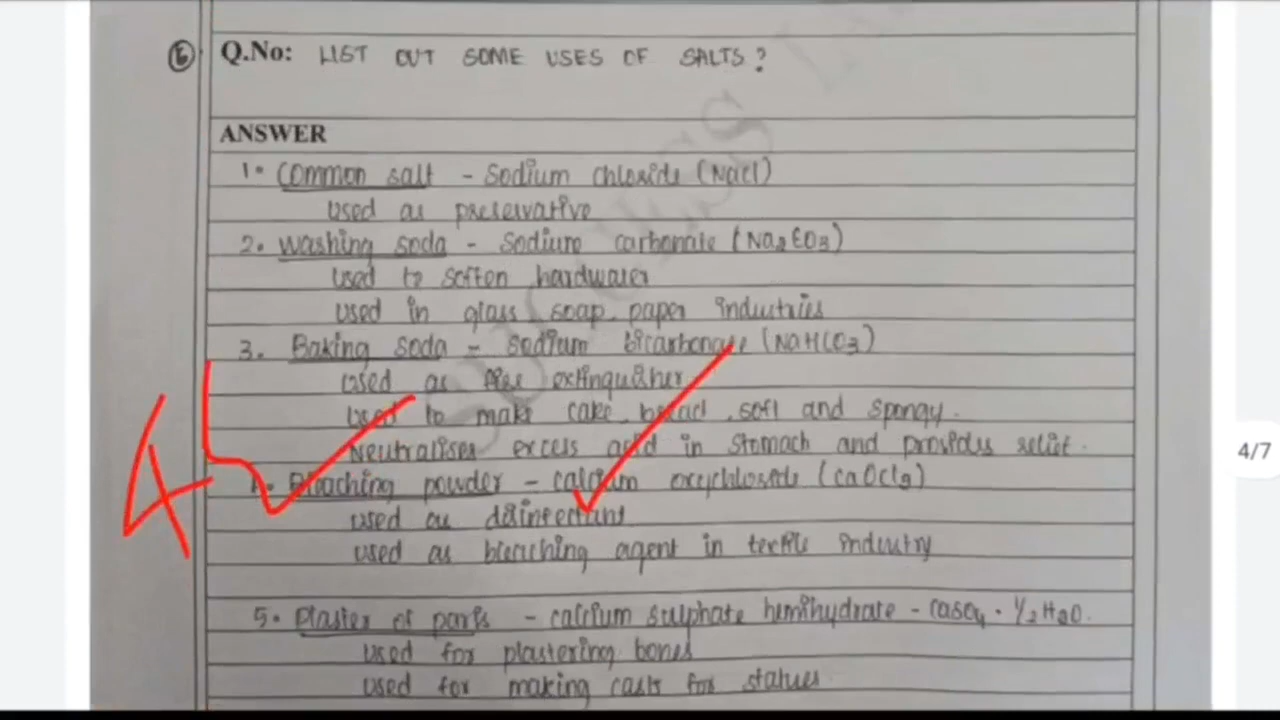 6 Q.No: LIST OUT SOME USES OF SALTS?
ANSWER
1. Common salt - Sodium chloride (NaCl)
Used as preservative
2. Washing soda - Sodium carbonate (Na2CO3)
Used to soften hardwater
Used in glass, soap, paper industries
3. Baking soda - Sodium bicarbonate (NaHCO3)
Used as fire extinguisher
Used to make cake, bread, soft and spongy.
Neutralises excess acid in stomach and provides relief.
4. Bleaching powder - calcium oxychloride (CaOCl2)
Used as disinfectant
Used as bleaching agent in textile industry
5. Plaster of paris - calcium sulphate hemihydrate - CaSO4 . 1/2 H2O.
Used for plastering bones
Used for making casts for statues
4
4/7
SUCCESS